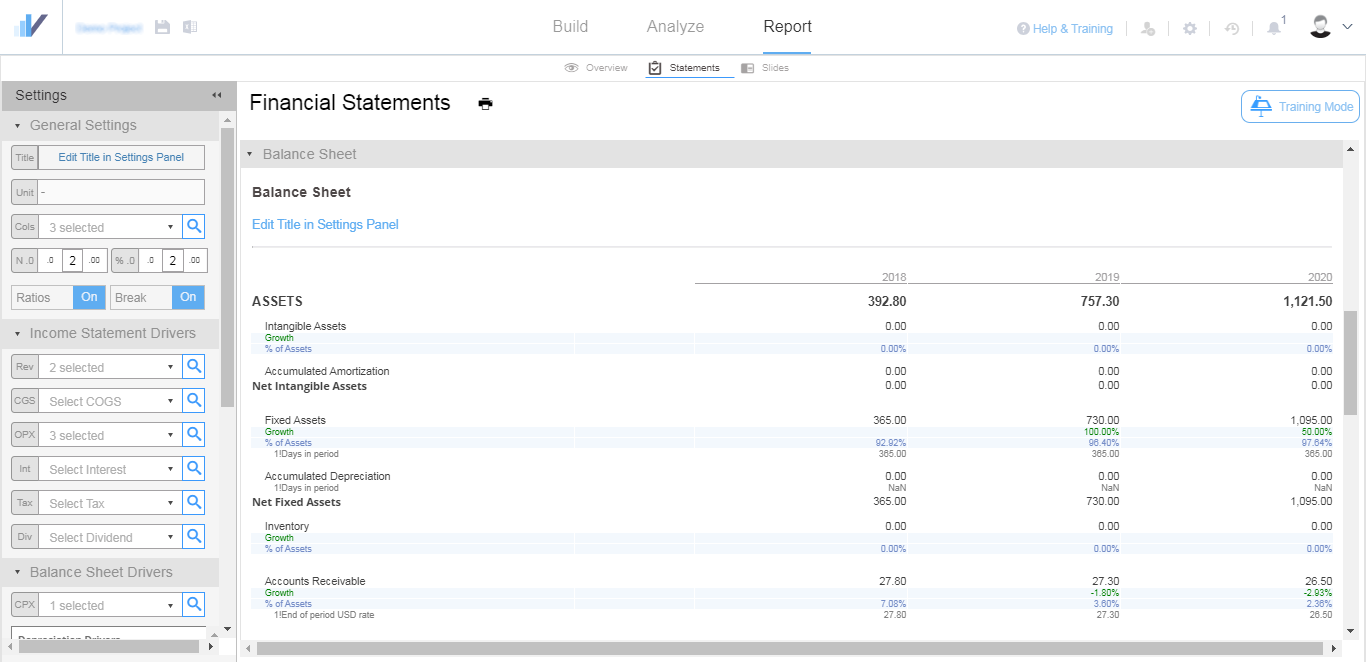 Build Analyze Report
Help & Training
1
Overview Statements Slides
Settings
General Settings
Title Edit Title in Settings Panel
Unit -
Cols 3 selected
N .0 .0 2 .00 % .0 .0 2 .00
Ratios On Break On
Income Statement Drivers
Rev 2 selected
CGS Select COGS
OPX 3 selected
Int Select Interest
Tax Select Tax
Div Select Dividend
Balance Sheet Drivers
CPX 1 selected
Depreciation Drivers
Financial Statements
Training Mode
Balance Sheet
Balance Sheet
Edit Title in Settings Panel
2018 2019 2020
ASSETS 392.80 757.30 1,121.50
Intangible Assets 0.00 0.00 0.00
Growth
% of Assets 0.00% 0.00% 0.00%
Accumulated Amortization 0.00 0.00 0.00
Net Intangible Assets 0.00 0.00 0.00
Fixed Assets 365.00 730.00 1,095.00
Growth 100.00% 50.00%
% of Assets 92.92% 96.40% 97.64%
1!Days in period 365.00 365.00 365.00
Accumulated Depreciation 0.00 0.00 0.00
1!Days in period NaN NaN NaN
Net Fixed Assets 365.00 730.00 1,095.00
Inventory 0.00 0.00 0.00
Growth
% of Assets 0.00% 0.00% 0.00%
Accounts Receivable 27.80 27.30 26.50
Growth -1.80% -2.93%
% of Assets 7.08% 3.60% 2.36%
1!End of period USD rate 27.80 27.30 26.50